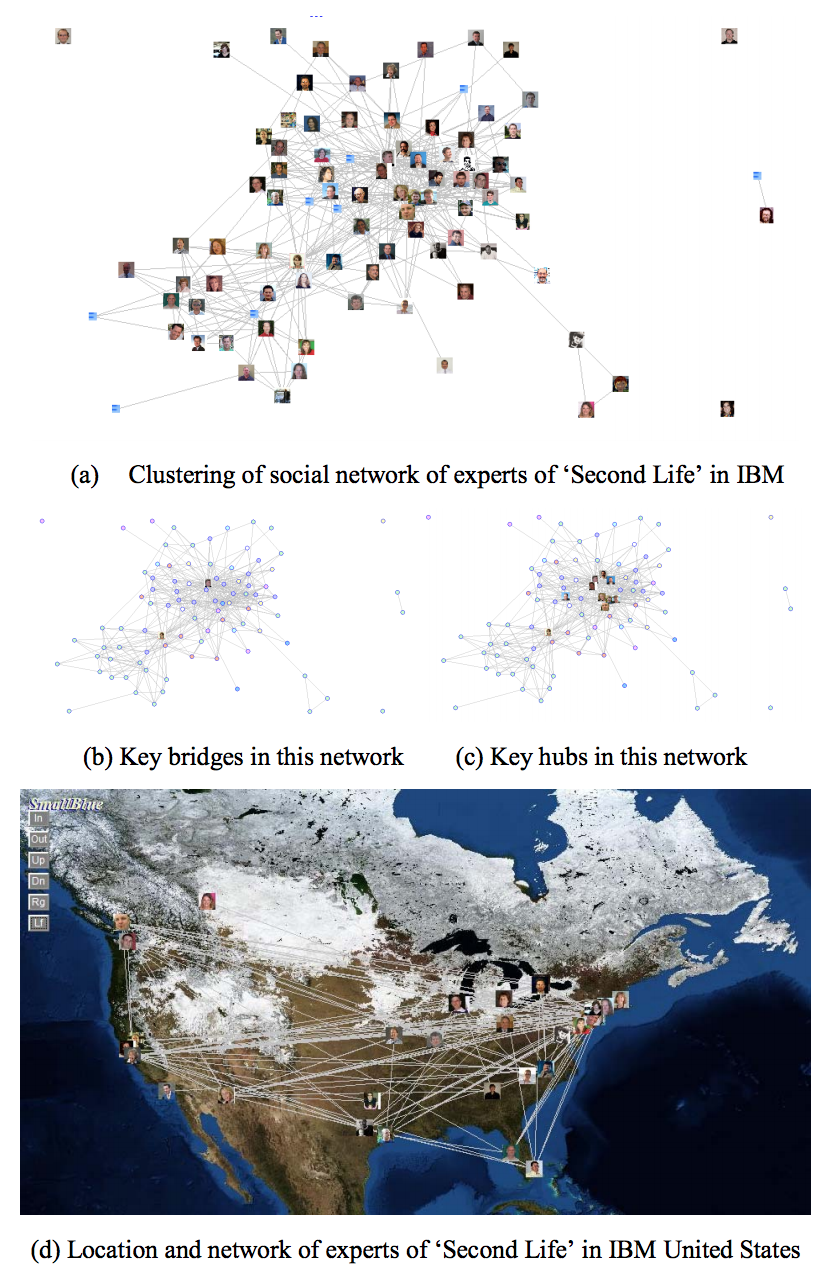 (a) Clustering of social network of experts of ‘Second Life’ in IBM
(b) Key bridges in this network
(c) Key hubs in this network
SmallBlue
In
Out
Up
Dn
Rg
Lf
(d) Location and network of experts of ‘Second Life’ in IBM United States